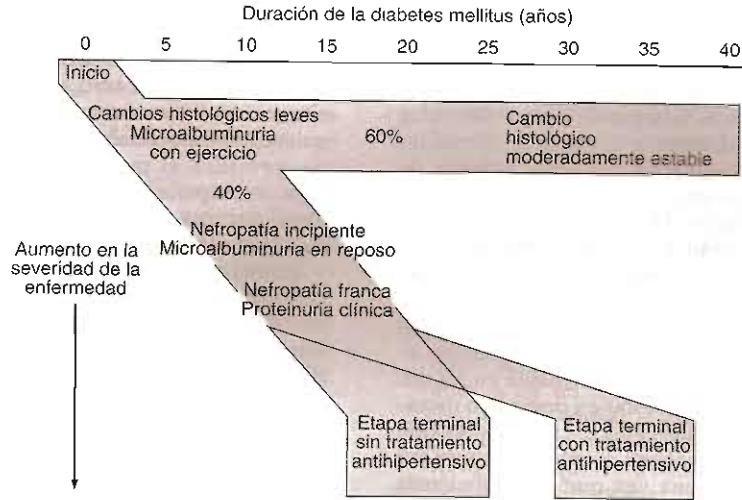 Duración de la diabetes mellitus (años)
0 5 10 15 20 25 30 35 40
Inicio
Cambios histológicos leves
Microalbuminuria
con ejercicio
60%
Cambio
histológico
moderadamente estable
40%
Nefropatía incipiente
Microalbuminuria en reposo
Aumento en la
severidad de la
enfermedad
Nefropatía franca
Proteinuria clínica
Etapa terminal
sin tratamiento
antihipertensivo
Etapa terminal
con tratamiento
antihipertensivo